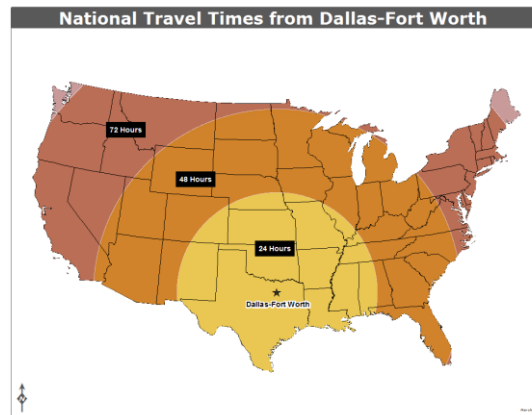 National Travel Times from Dallas-Fort Worth
72 Hours
48 Hours
24 Hours
Dallas-Fort Worth
N